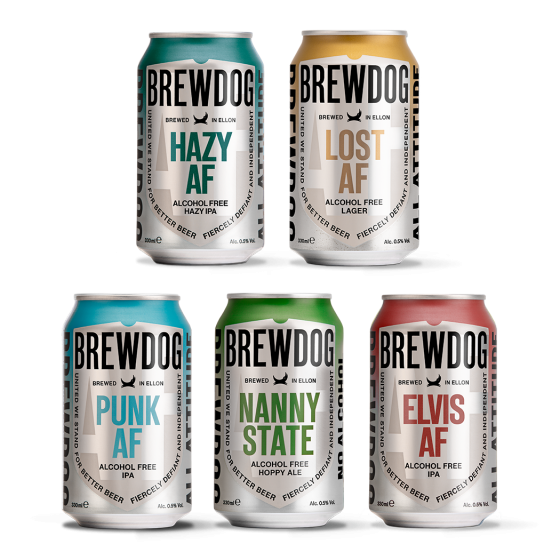 BREWDOG
BREWED IN ELLON
HAZY
AF
ALCOHOL FREE
HAZY IPA
UNITED WE STAND FOR BETTER BEER
FIERCELY DEFIANT AND INDEPENDENT
330ml e
Alc. 0.5% Vol.
ALL ATTITUDE
BREWDOG
BREWED IN ELLON
LOST
AF
ALCOHOL FREE
LAGER
UNITED WE STAND FOR BETTER BEER
FIERCELY DEFIANT AND INDEPENDENT
330ml e
Alc. 0.5% Vol.
ALL ATTITUDE
BREWDOG
BREWED IN ELLON
PUNK
AF
ALCOHOL FREE
IPA
UNITED WE STAND FOR BETTER BEER
FIERCELY DEFIANT AND INDEPENDENT
330ml e
Alc. 0.5% Vol.
ALL ATTITUDE
BREWDOG
BREWED IN ELLON
NANNY
STATE
ALCOHOL FREE
HOPPY ALE
UNITED WE STAND FOR BETTER BEER
FIERCELY DEFIANT AND INDEPENDENT
330ml e
Alc. 0.5% Vol.
NO ALCOHOL
BREWDOG
BREWED IN ELLON
ELVIS
AF
ALCOHOL FREE
IPA
UNITED WE STAND FOR BETTER BEER
FIERCELY DEFIANT AND INDEPENDENT
330ml e
Alc. 0.5% Vol.
ALL ATTITUDE